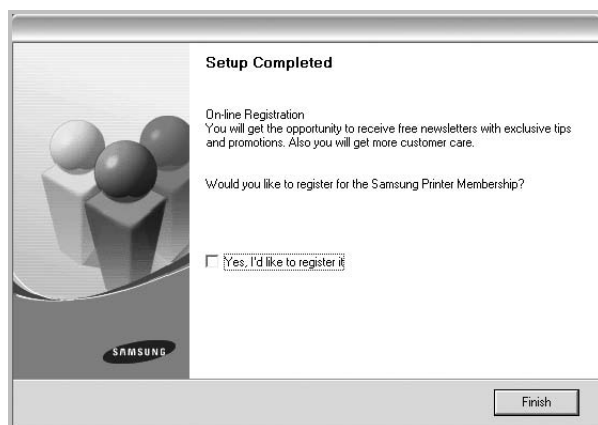 Setup Completed
On-line Registration
You will get the opportunity to receive free newsletters with exclusive tips
and promotions. Also you will get more customer care.
Would you like to register for the Samsung Printer Membership?
Yes, I'd like to register it
SAMSUNG
Finish